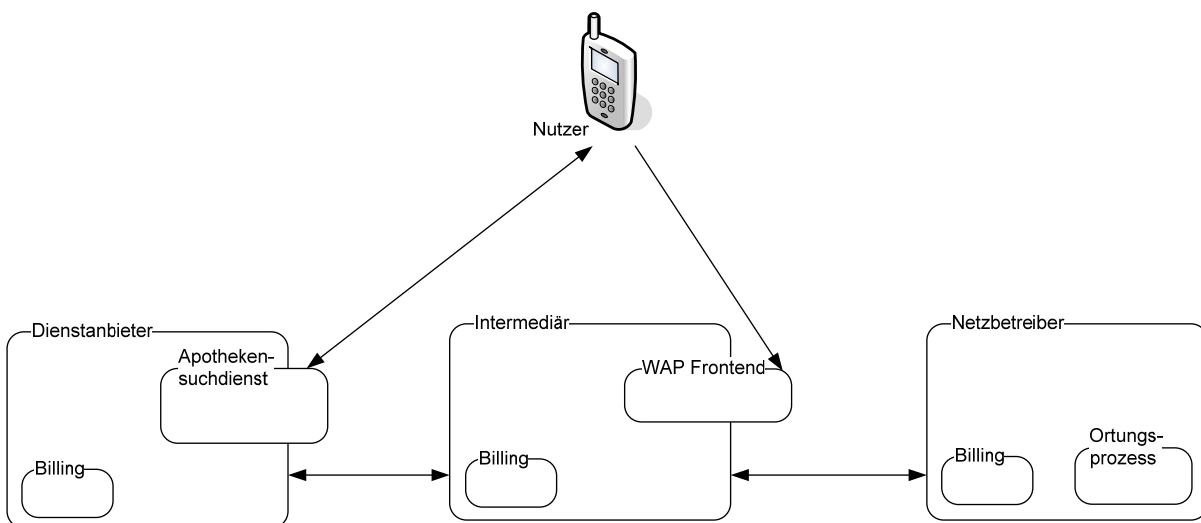 Nutzer
Dienstanbieter
Apotheken-
suchdienst
Billing
Intermediär
WAP Frontend
Billing
Netzbetreiber
Billing
Ortungs-
prozess